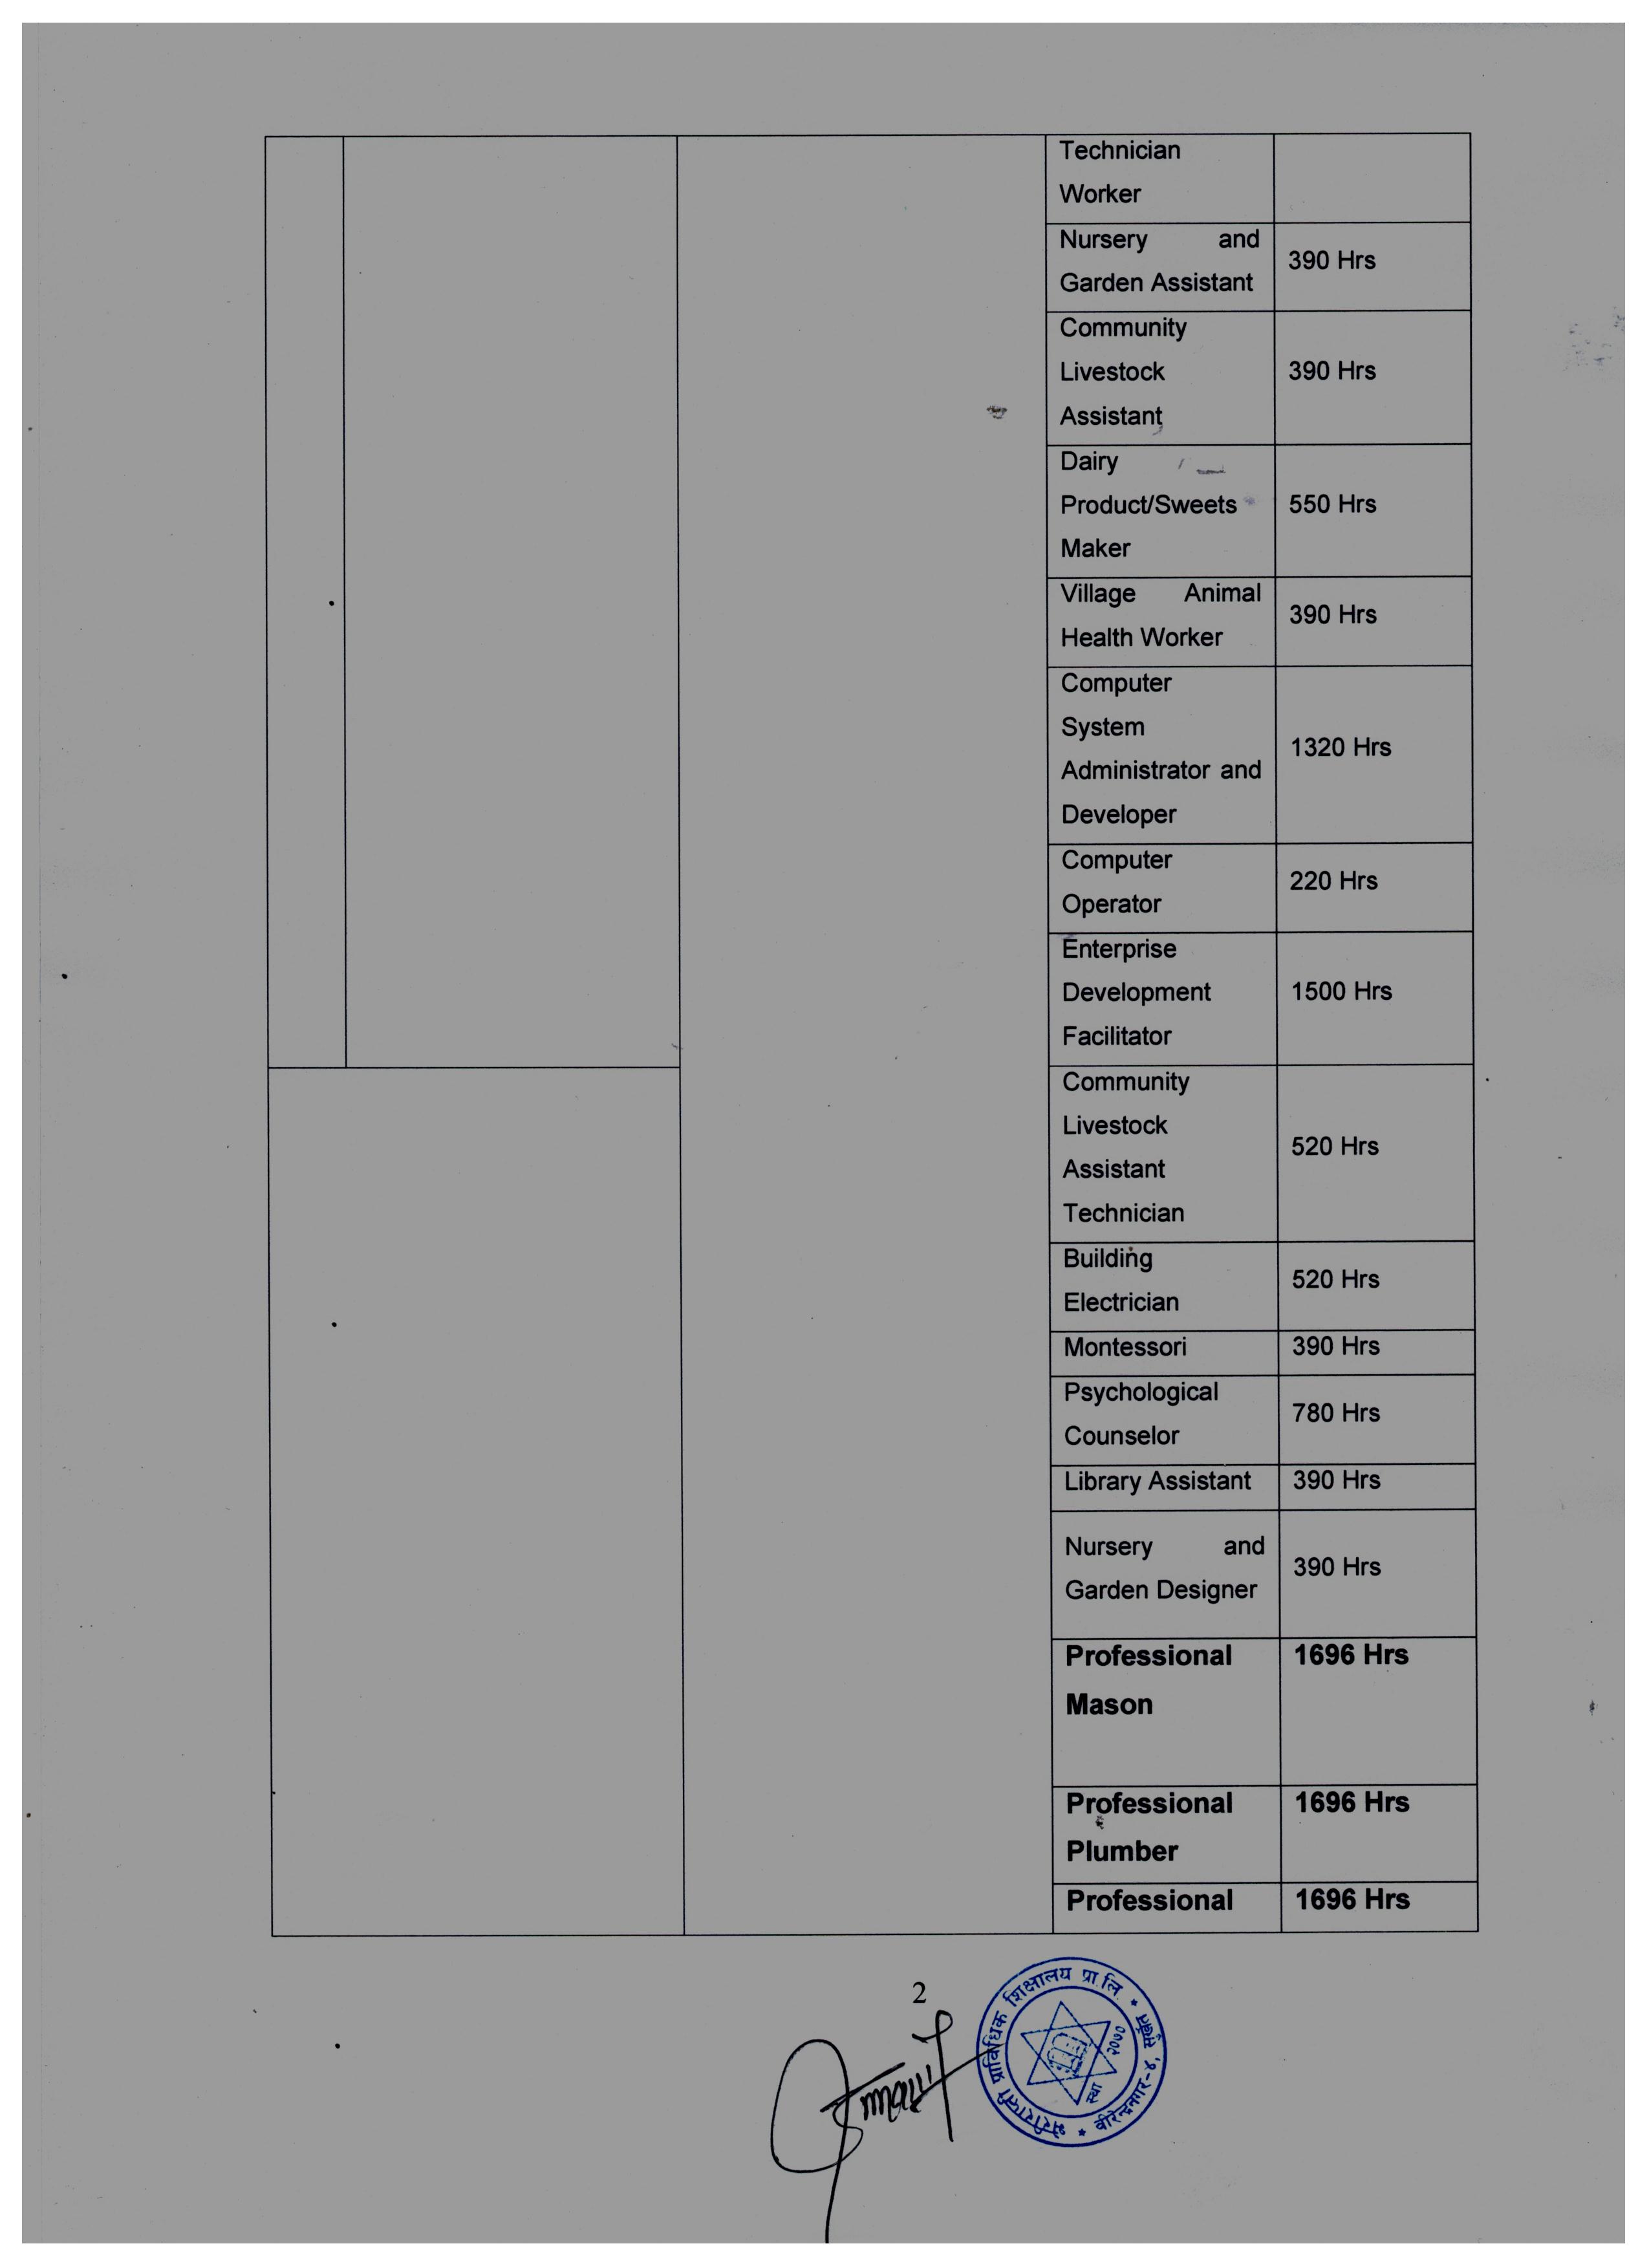 Technician
Worker
Nursery and
390 Hrs
Garden Assistant
Community
Livestock
390 Hrs
Assistant
Dairy
Product/Sweets
550 Hrs
Maker
Village Animal
390 Hrs
Health Worker
Computer
System
1320 Hrs
Administrator and
Developer
Computer
220 Hrs
Operator
Enterprise
Development
1500 Hrs
Facilitator
Community
Livestock
520 Hrs
Assistant
Technician
Building
520 Hrs
Electrician
Montessori 390 Hrs
Psychological
780 Hrs
Counselor
Library Assistant 390 Hrs
Nursery and
390 Hrs
Garden Designer
Professional 1696 Hrs
Mason
Professional 1696 Hrs
Plumber
Professional 1696 Hrs
2
प्राविधिक शिक्षालय प्रा.लि.
वीरेन्द्रनगर-४, सुर्खेत
स्था २०७०